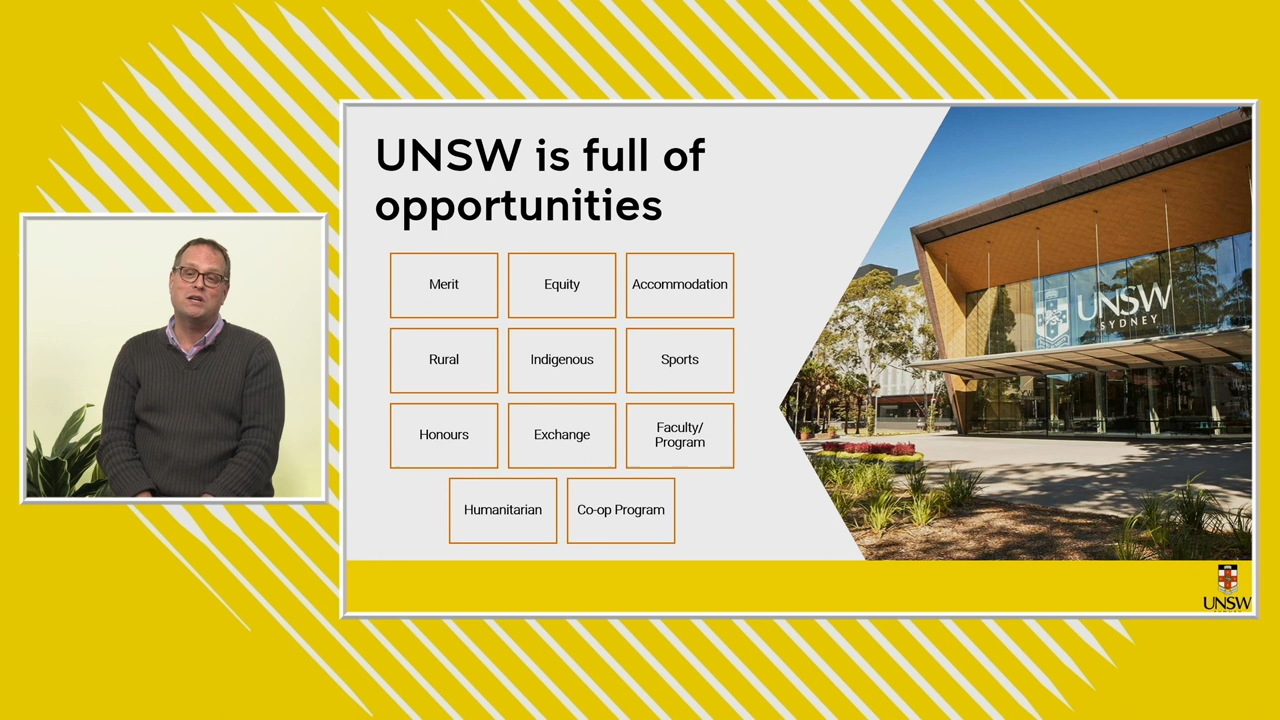 UNSW is full of
opportunities
Merit
Equity
Accommodation
Rural
Indigenous
Sports
Honours
Exchange
Faculty/
Program
Humanitarian
Co-op Program
UNSW
SYDNEY
UNSW